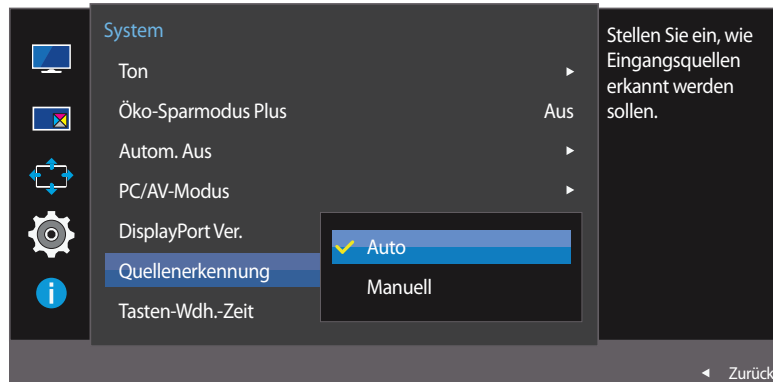 System
Ton
Öko-Sparmodus Plus Aus
Autom. Aus
PC/AV-Modus
DisplayPort Ver.
Quellenerkennung
Tasten-Wdh.-Zeit
Auto
Manuell
Stellen Sie ein, wie
Eingangsquellen
erkannt werden
sollen.
Zurück